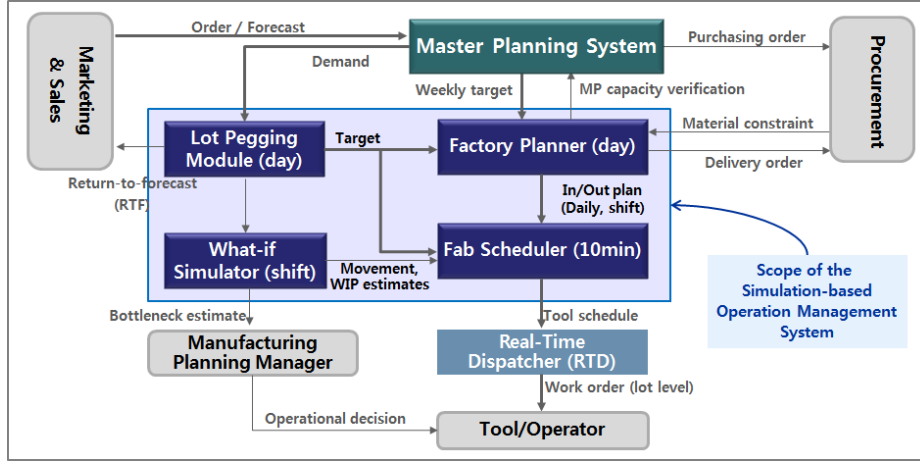 Marketing
& Sales
Order / Forecast
Demand
Master Planning System
Purchasing order
Procurement
Weekly target
MP capacity verification
Lot Pegging
Module (day)
Target
Factory Planner (day)
Material constraint
Delivery order
Return-to-forecast
(RTF)
In/Out plan
(Daily, shift)
What-if
Simulator (shift)
Movement,
WIP estimates
Fab Scheduler (10min)
Scope of the
Simulation-based
Operation Management
System
Bottleneck estimate
Tool schedule
Manufacturing
Planning Manager
Real-Time
Dispatcher (RTD)
Work order (lot level)
Operational decision
Tool/Operator